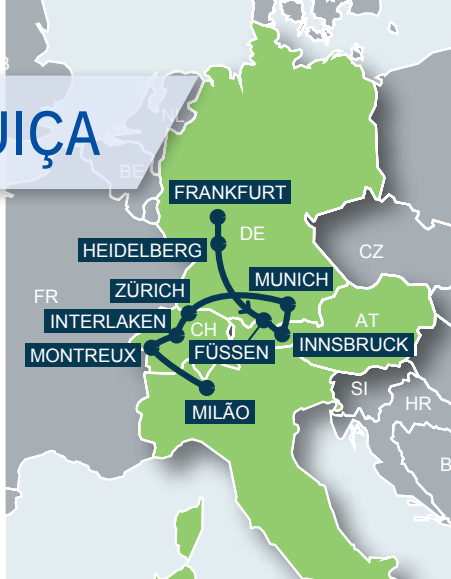 UIÇA
NL
BE
FRANKFURT
DE
HEIDELBERG
CZ
MUNICH
ZÜRICH
FR
INTERLAKEN
CH
AT
MONTREUX
FÜSSEN
INNSBRUCK
SI
MILÃO
HR
B